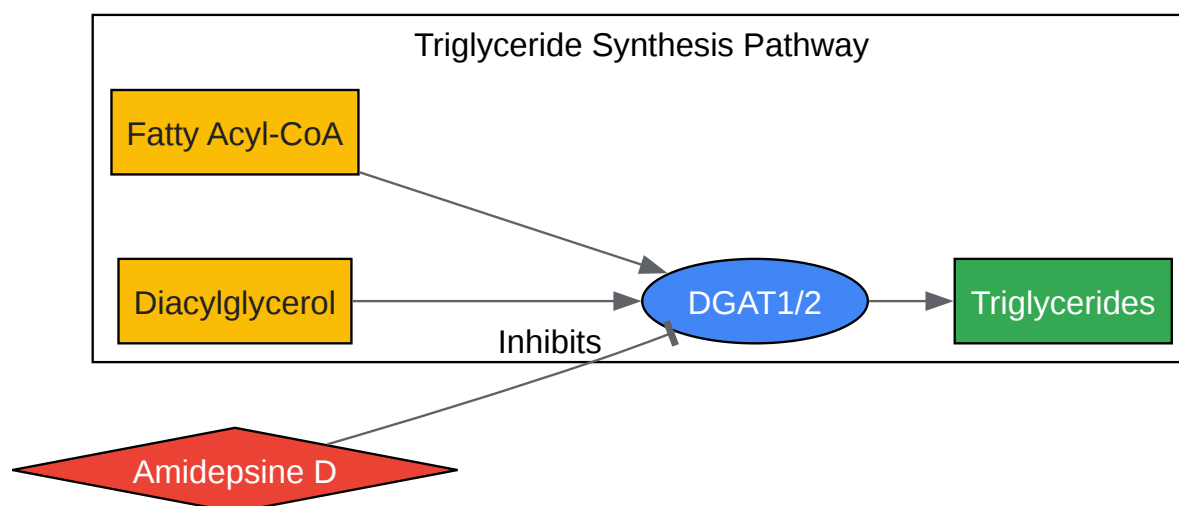 Triglyceride Synthesis Pathway
Fatty Acyl-CoA
Diacylglycerol
DGAT1/2
Triglycerides
Inhibits
Amidepsine D